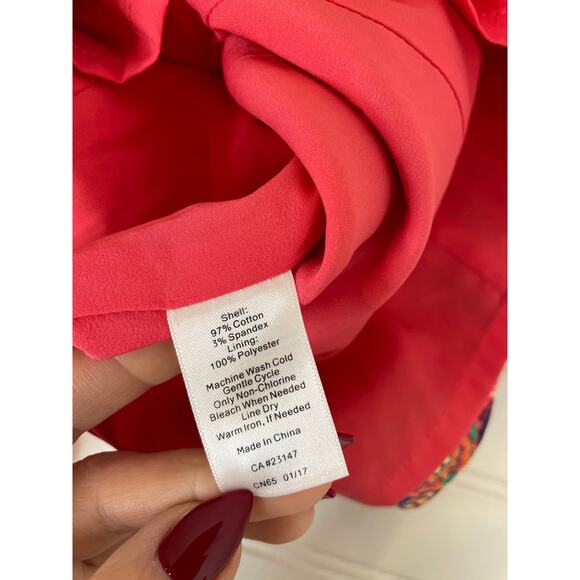 Shell:
97% Cotton
3% Spandex
Lining:
100% Polyester
Machine Wash Cold
Gentle Cycle
Only Non-Chlorine
Bleach When Needed
Line Dry
Warm Iron, If Needed
Made In China
CA#23147
CN65 01/17